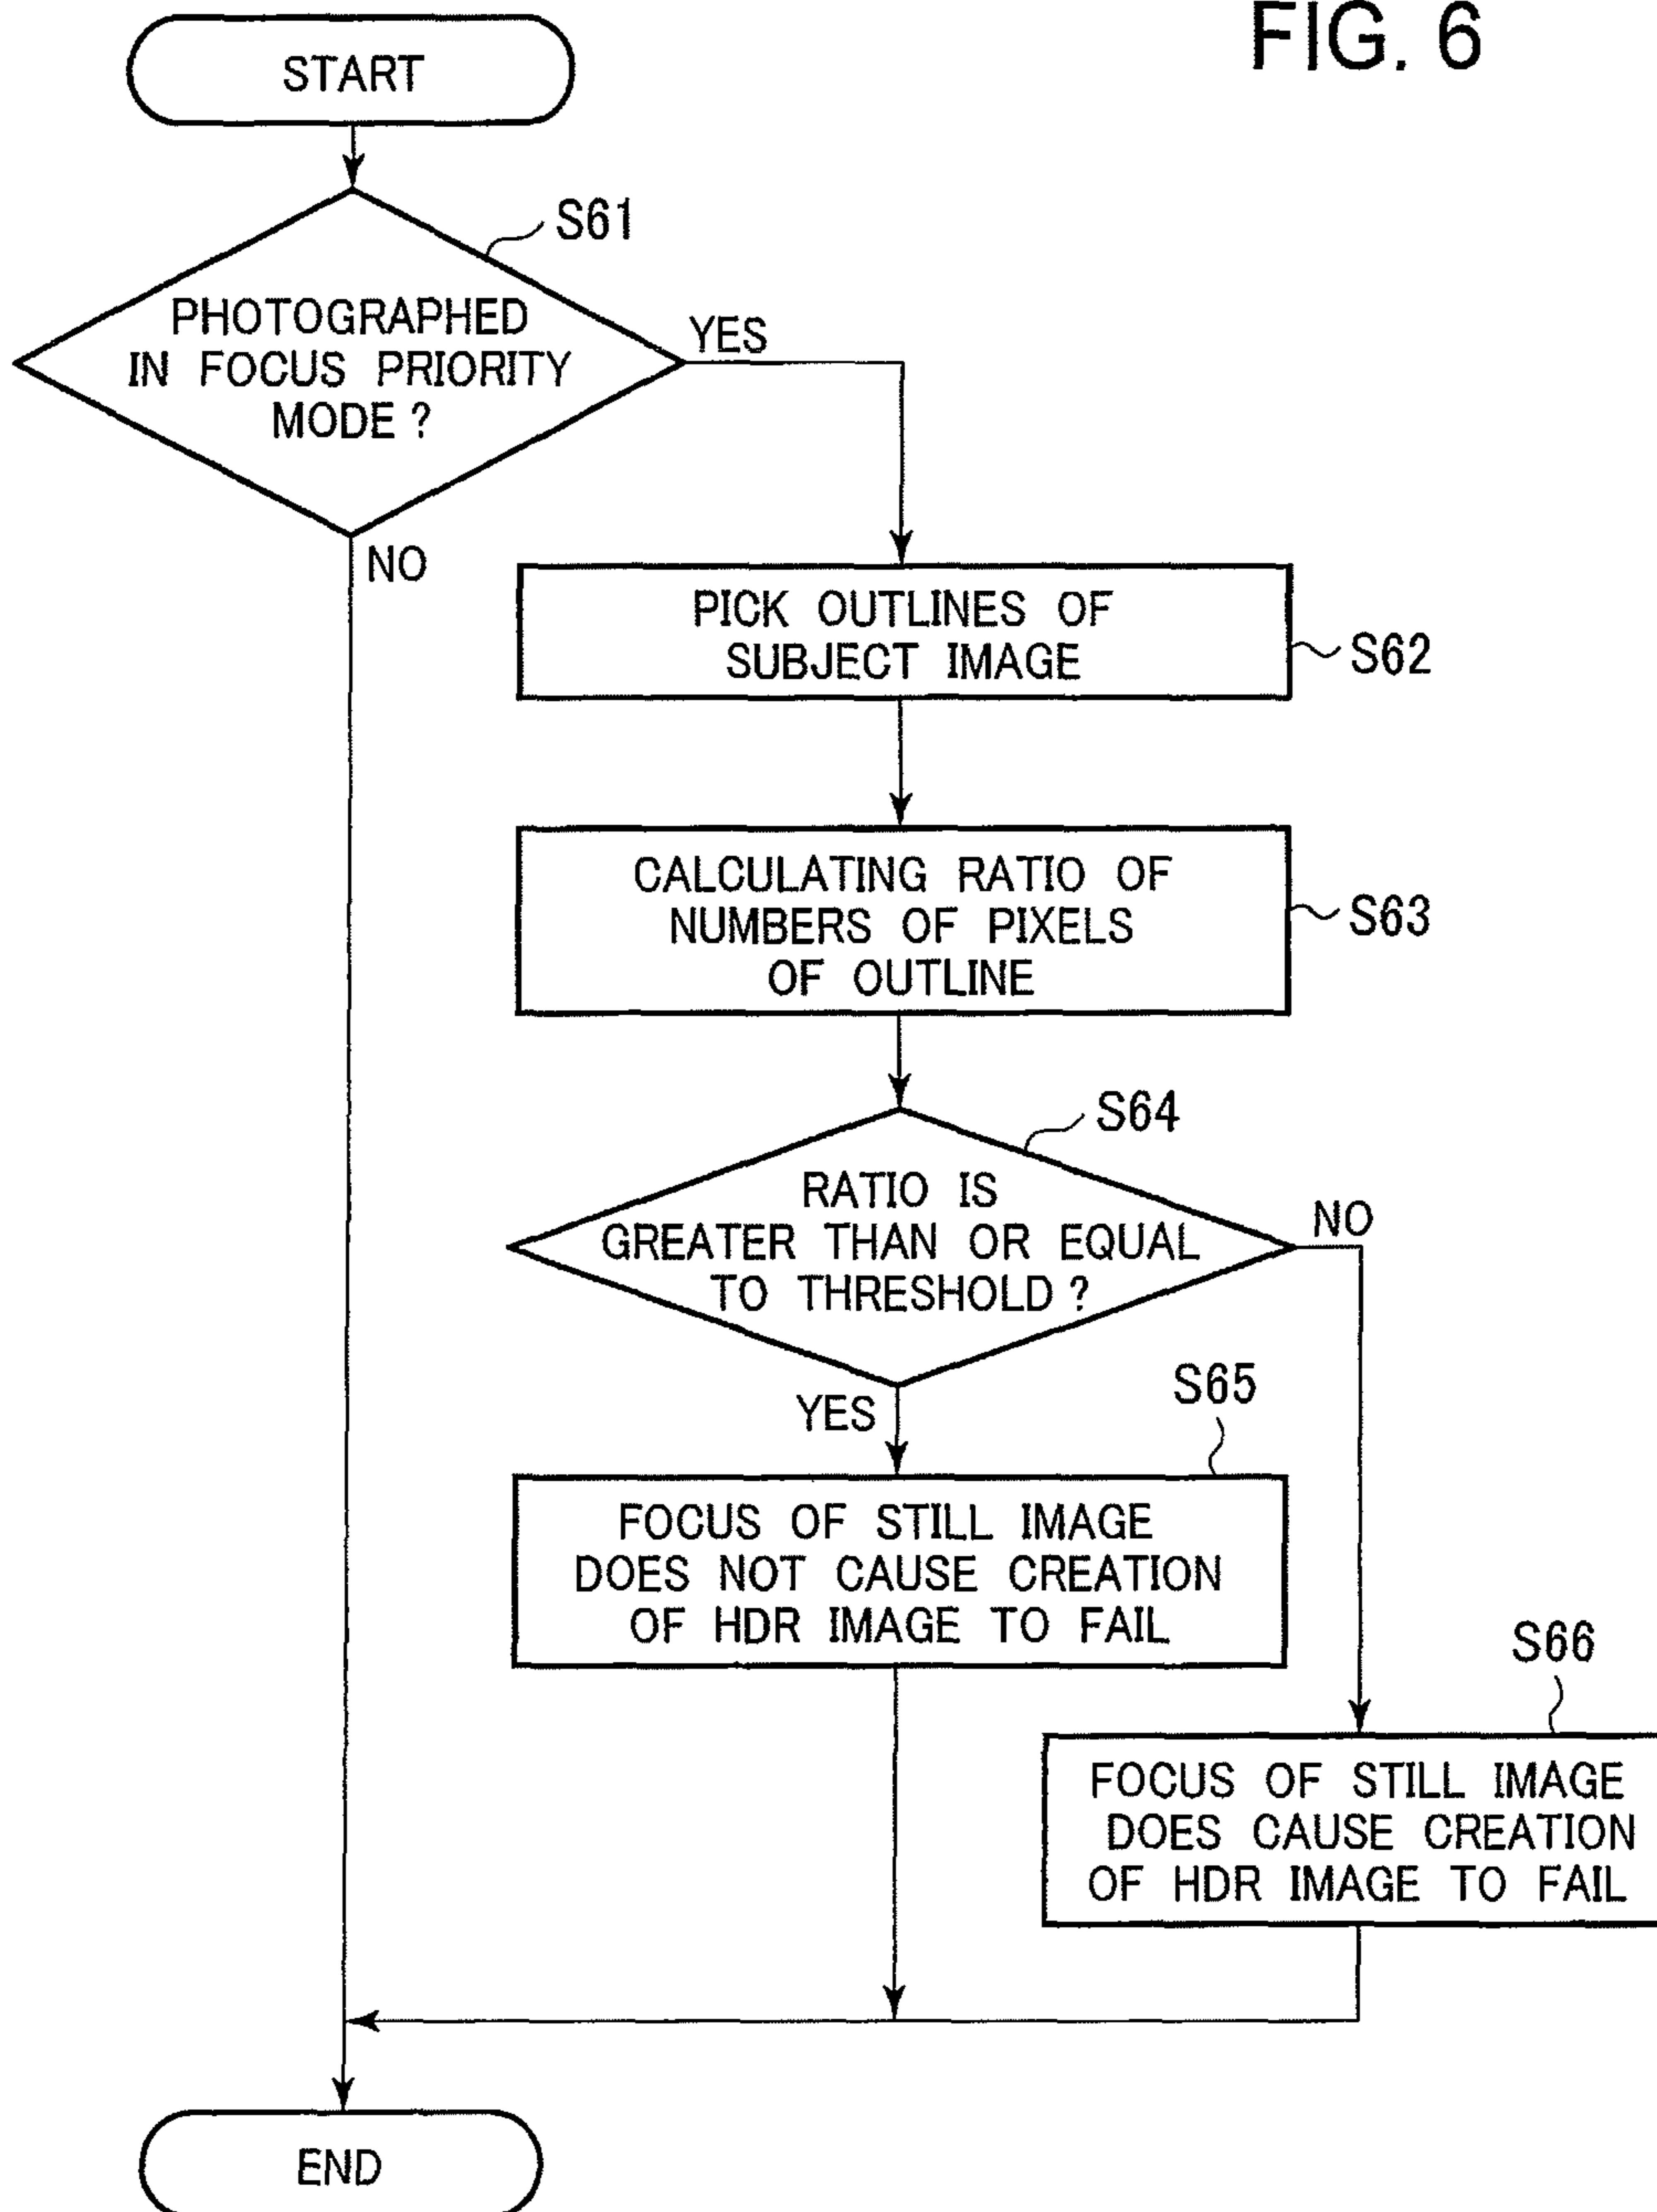 FIG. 6
START
S61
PHOTOGRAPHED
IN FOCUS PRIORITY
MODE ?
YES
NO
PICK OUTLINES OF
SUBJECT IMAGE
S62
CALCULATING RATIO OF
NUMBERS OF PIXELS
OF OUTLINE
S63
S64
RATIO IS
GREATER THAN OR EQUAL
TO THRESHOLD ?
NO
YES
S65
FOCUS OF STILL IMAGE
DOES NOT CAUSE CREATION
OF HDR IMAGE TO FAIL
S66
FOCUS OF STILL IMAGE
DOES CAUSE CREATION
OF HDR IMAGE TO FAIL
END